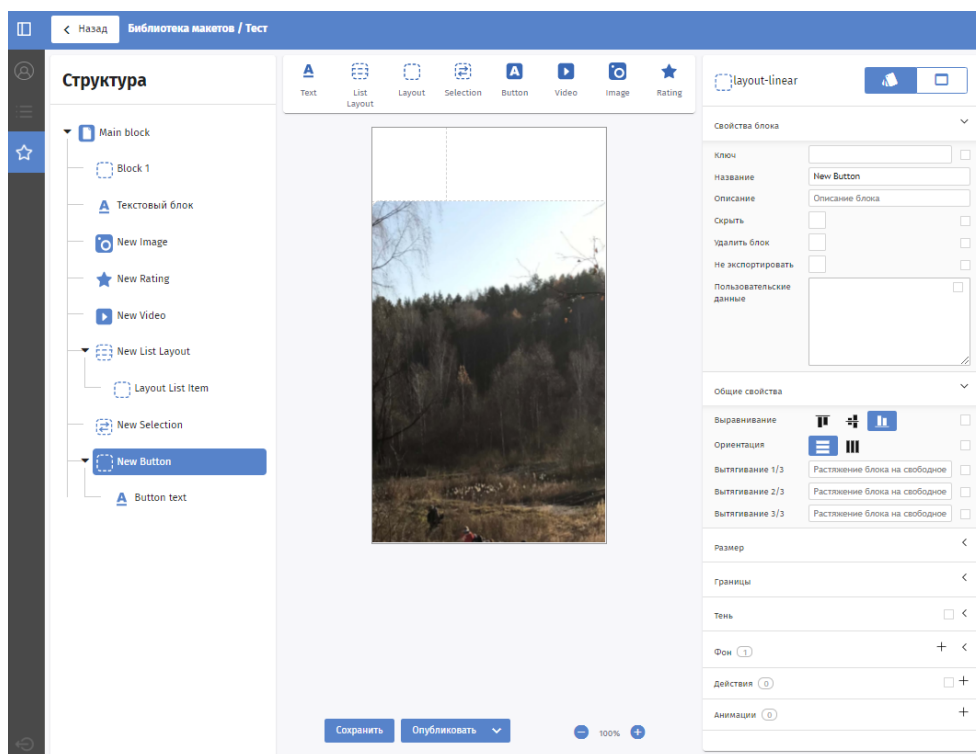 Назад
Библиотека макетов / Тест
Структура
Main block
Block 1
Текстовый блок
New Image
New Rating
New Video
New List Layout
Layout List Item
New Selection
New Button
Button text
Text
List
Layout
Layout
Selection
Button
Video
Image
Rating
Сохранить
Опубликовать
100%
layout-linear
Свойства блока
Ключ
Название
New Button
Описание
Описание блока
Скрыть
Удалить блок
Не экспортировать
Пользовательские
данные
Общие свойства
Выравнивание
Ориентация
Вытягивание 1/3
Растяжение блока на свободное
Вытягивание 2/3
Растяжение блока на свободное
Вытягивание 3/3
Растяжение блока на свободное
Размер
Границы
Тень
Фон 1
Действия 0
Анимации 0